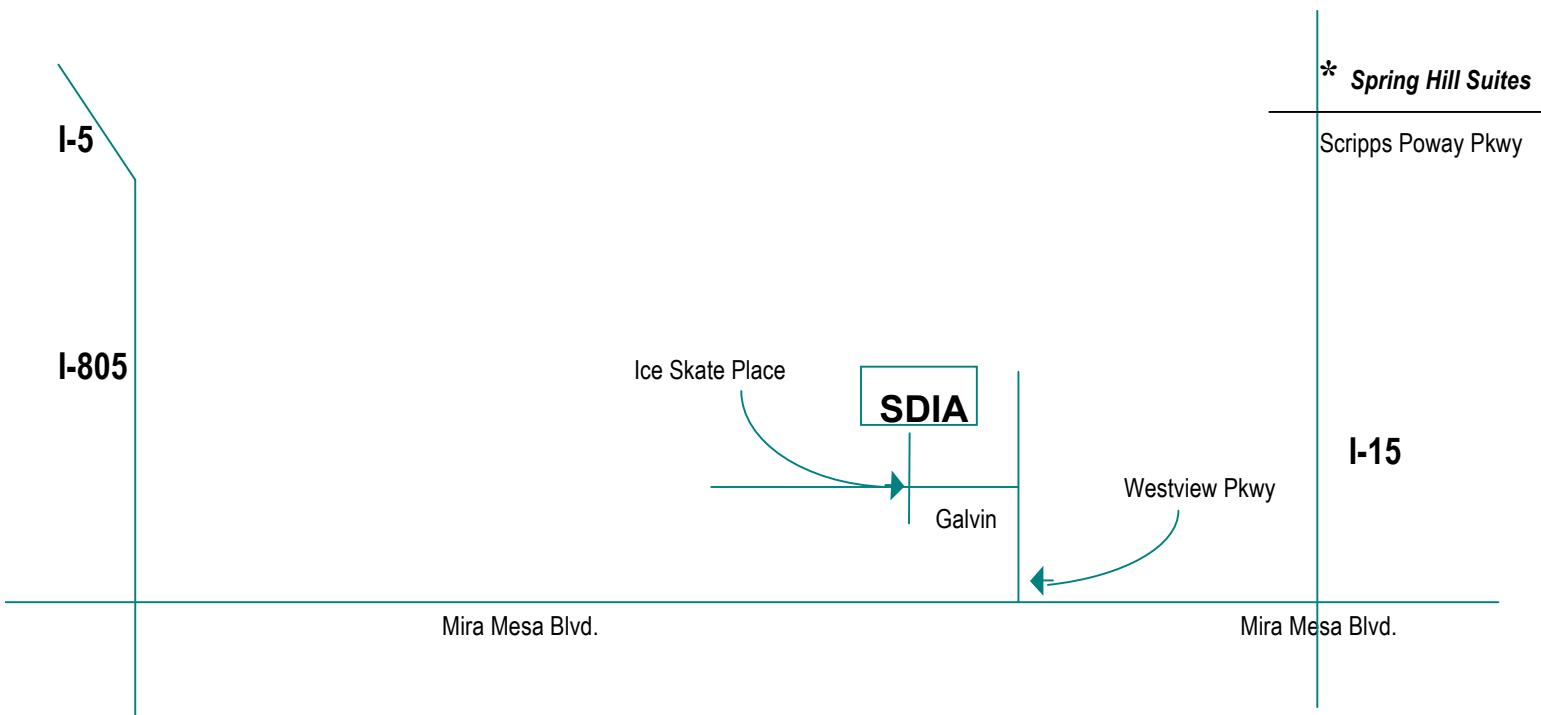 * Spring Hill Suites
I-5
Scripps Poway Pkwy
I-805
Ice Skate Place
SDIA
I-15
Westview Pkwy
Galvin
Mira Mesa Blvd.
Mira Mesa Blvd.